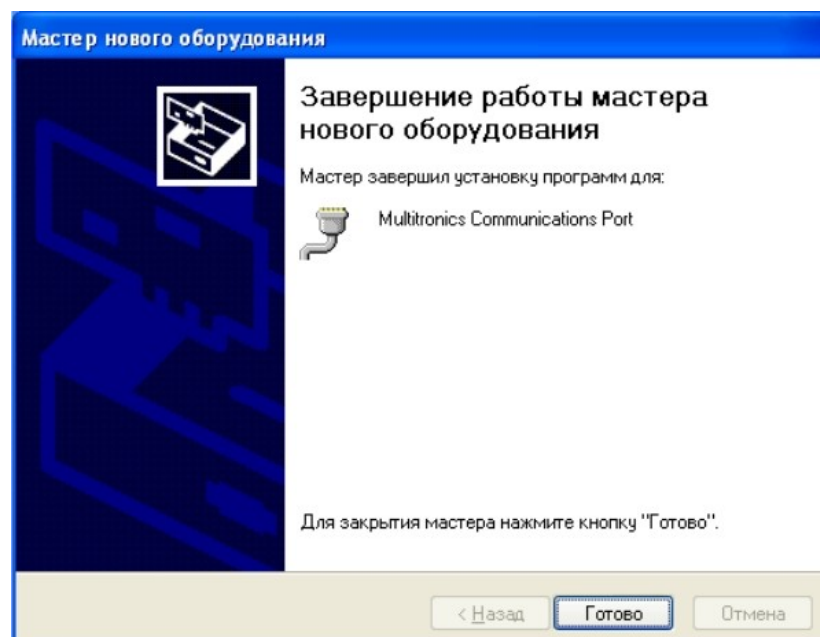 Мастер нового оборудования
Завершение работы мастера
нового оборудования
Мастер завершил установку программ для:
Multitronics Communications Port
Для закрытия мастера нажмите кнопку "Готово".
< Назад
Готово
Отмена